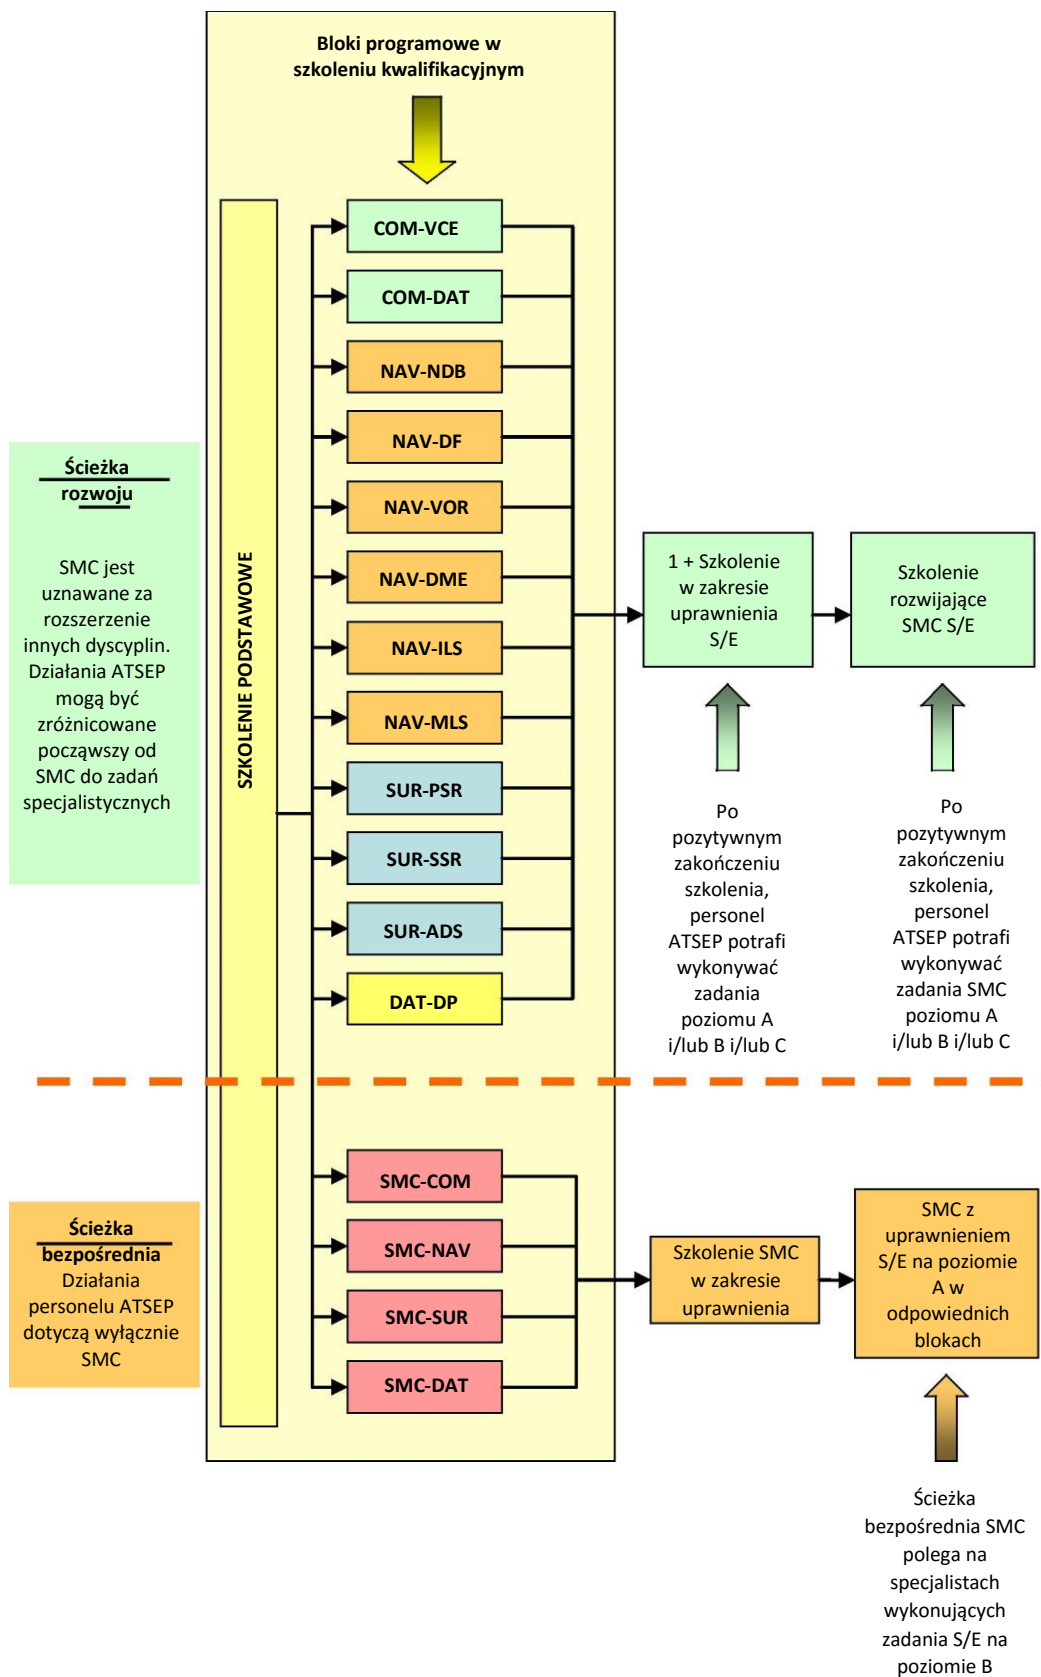 Bloki programowe w
szkoleniu kwalifikacyjnym
SZKOLENIE PODSTAWOWE
COM-VCE
COM-DAT
NAV-NDB
NAV-DF
NAV-VOR
NAV-DME
NAV-ILS
NAV-MLS
SUR-PSR
SUR-SSR
SUR-ADS
DAT-DP
Ścieżka
rozwoju
SMC jest
uznawane za
rozszerzenie
innych dyscyplin.
Działania ATSEP
mogą być
zróżnicowane
począwszy od
SMC do zadań
specjalistycznych
1 + Szkolenie
w zakresie
uprawnienia
S/E
Szkolenie
rozwijające
SMC S/E
Po
pozytywnym
zakończeniu
szkolenia,
personel
ATSEP potrafi
wykonywać
zadania
poziomu A
i/lub B i/lub C
Po
pozytywnym
zakończeniu
szkolenia,
personel
ATSEP potrafi
wykonywać
zadania SMC
poziomu A
i/lub B i/lub C
Ścieżka
bezpośrednia
Działania
personelu ATSEP
dotyczą wyłącznie
SMC
SMC-COM
SMC-NAV
SMC-SUR
SMC-DAT
Szkolenie SMC
w zakresie
uprawnienia
SMC z
uprawnieniem
S/E na poziomie
A w
odpowiednich
blokach
Ścieżka
bezpośrednia SMC
polega na
specjalistach
wykonujących
zadania S/E na
poziomie B